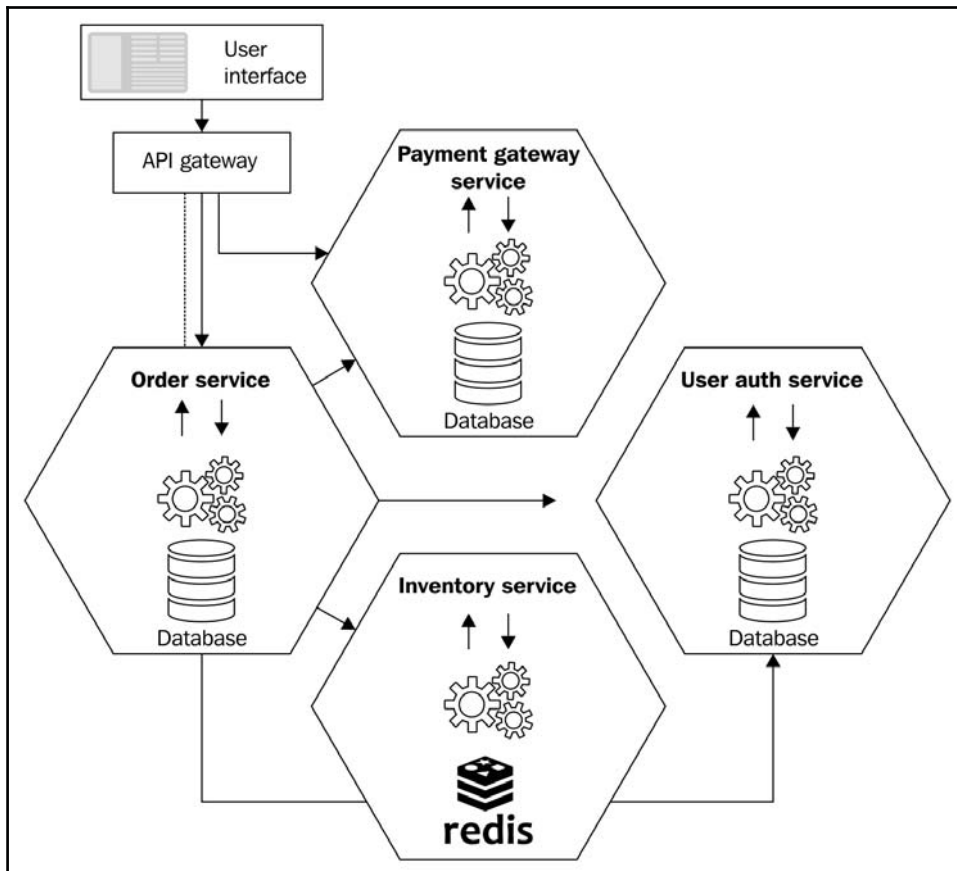 User
interface
API gateway
Payment gateway
service
Database
Order service
Database
User auth service
Database
Inventory service
redis